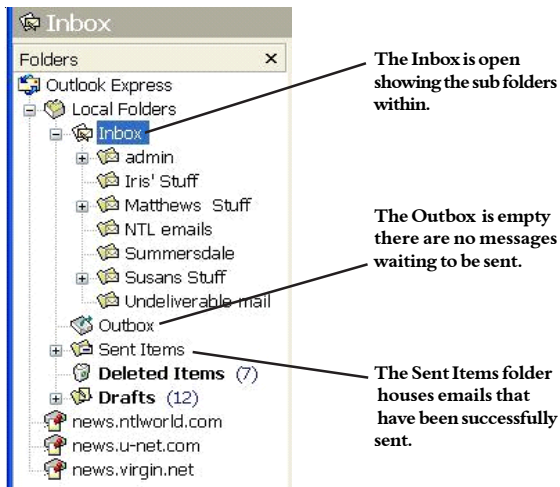 Inbox
Folders
Outlook Express
Local Folders
Inbox
admin
Iris' Stuff
Matthews Stuff
NTL emails
Summersdale
Susans Stuff
Undeliverable mail
Outbox
Sent Items
Deleted Items (7)
Drafts (12)
news.ntlworld.com
news.u-net.com
news.virgin.net
The Inbox is open
showing the sub folders
within.
The Outbox is empty
there are no messages
waiting to be sent.
The Sent Items folder
houses emails that
have been successfully
sent.